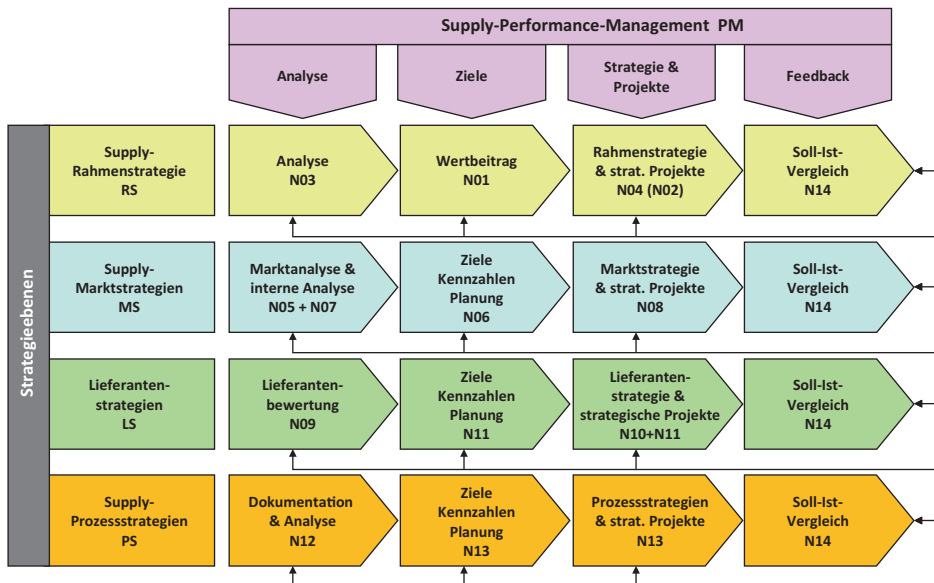 Supply-Performance-Management PM
Analyse
Ziele
Strategie &
Projekte
Feedback
Strategieebenen
Supply-
Rahmenstrategie
RS
Analyse
N03
Wertbeitrag
N01
Rahmenstrategie
& strat. Projekte
N04 (N02)
Soll-Ist-
Vergleich
N14
Supply-
Marktstrategien
MS
Marktanalyse &
interne Analyse
N05 + N07
Ziele
Kennzahlen
Planung
N06
Marktstrategie
& strat. Projekte
N08
Soll-Ist-
Vergleich
N14
Lieferanten-
strategien
LS
Lieferanten-
bewertung
N09
Ziele
Kennzahlen
Planung
N11
Lieferanten-
strategie &
strategische Projekte
N10+N11
Soll-Ist-
Vergleich
N14
Supply-
Prozessstrategien
PS
Dokumentation
& Analyse
N12
Ziele
Kennzahlen
Planung
N13
Prozessstrategien
& strat. Projekte
N13
Soll-Ist-
Vergleich
N14